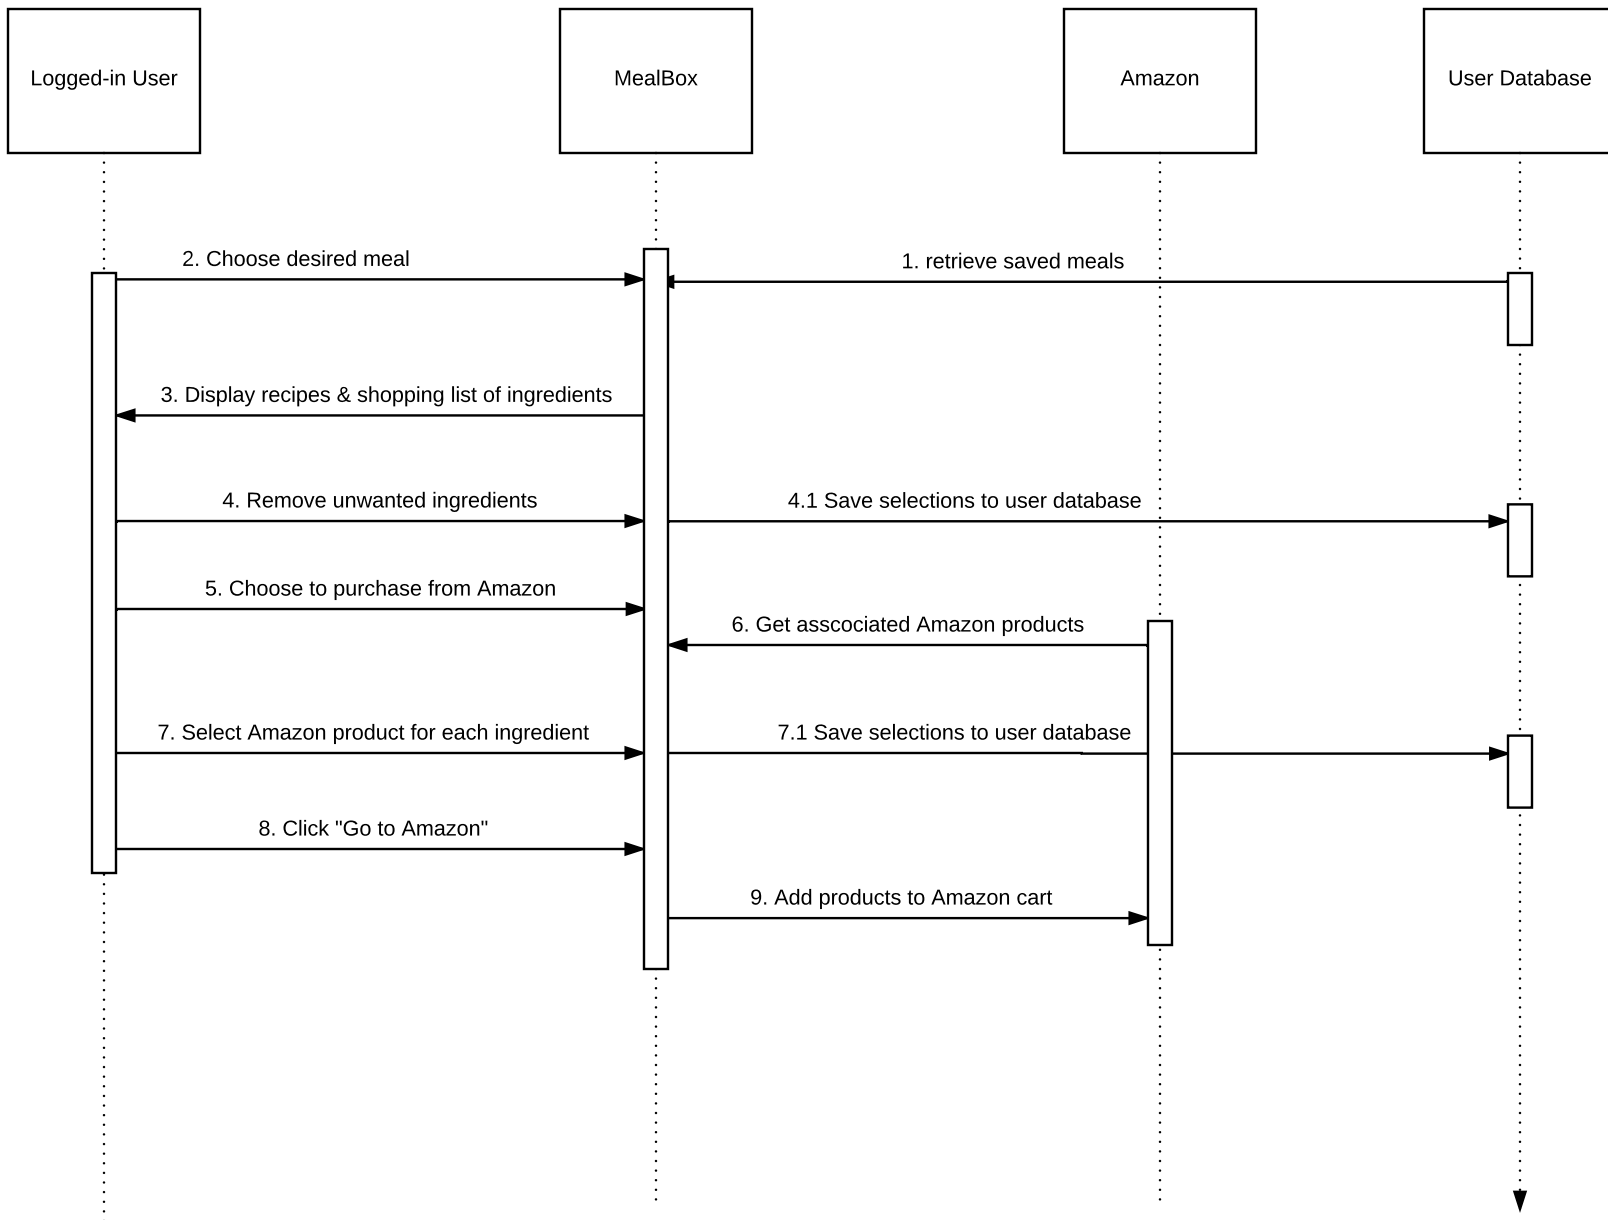 Logged-in User
MealBox
Amazon
User Database
2. Choose desired meal
1. retrieve saved meals
3. Display recipes & shopping list of ingredients
4. Remove unwanted ingredients
4.1 Save selections to user database
5. Choose to purchase from Amazon
6. Get asscociated Amazon products
7. Select Amazon product for each ingredient
7.1 Save selections to user database
8. Click "Go to Amazon"
9. Add products to Amazon cart